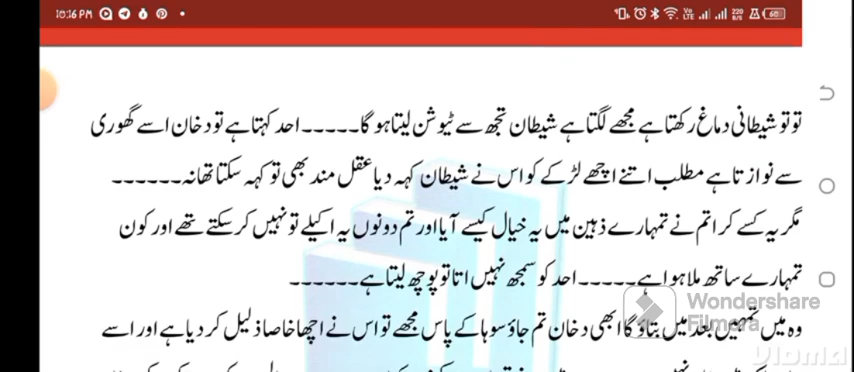 10:16 PM
توتو شیطانی دماغ رکھتا ہے مجھے لگتا ہے شیطان تجھ سے ٹیوشن لیتا ہو گا۔۔۔۔۔ احد کہتا ہے تو دخان اسے گھوری
سے نوازتا ہے مطلب اتنے اچھے لڑکے کو اس نے شیطان کہہ دیا عقل مند بھی تو کہہ سکتا تھا نہ۔۔۔۔۔۔
مگر یہ کسے کرا تم نے تمہارے ذہین میں یہ خیال کیسے آیا اور تم دونوں یہ اکیلے تو نہیں کر سکتے تھے اور کون
تمہارے ساتھ ملا ہوا ہے۔۔۔۔۔ احد کو سمجھ نہیں اتا تو پوچھ لیتا ہے۔۔۔۔۔۔
Wondershare
Filmora
وہ میں تمہیں بعد میں بتاؤ گا ابھی دخان تم جاؤ سوہا کے پاس مجھے تو اس نے اچھا خاصا ذلیل کر دیا ہے اور اسے